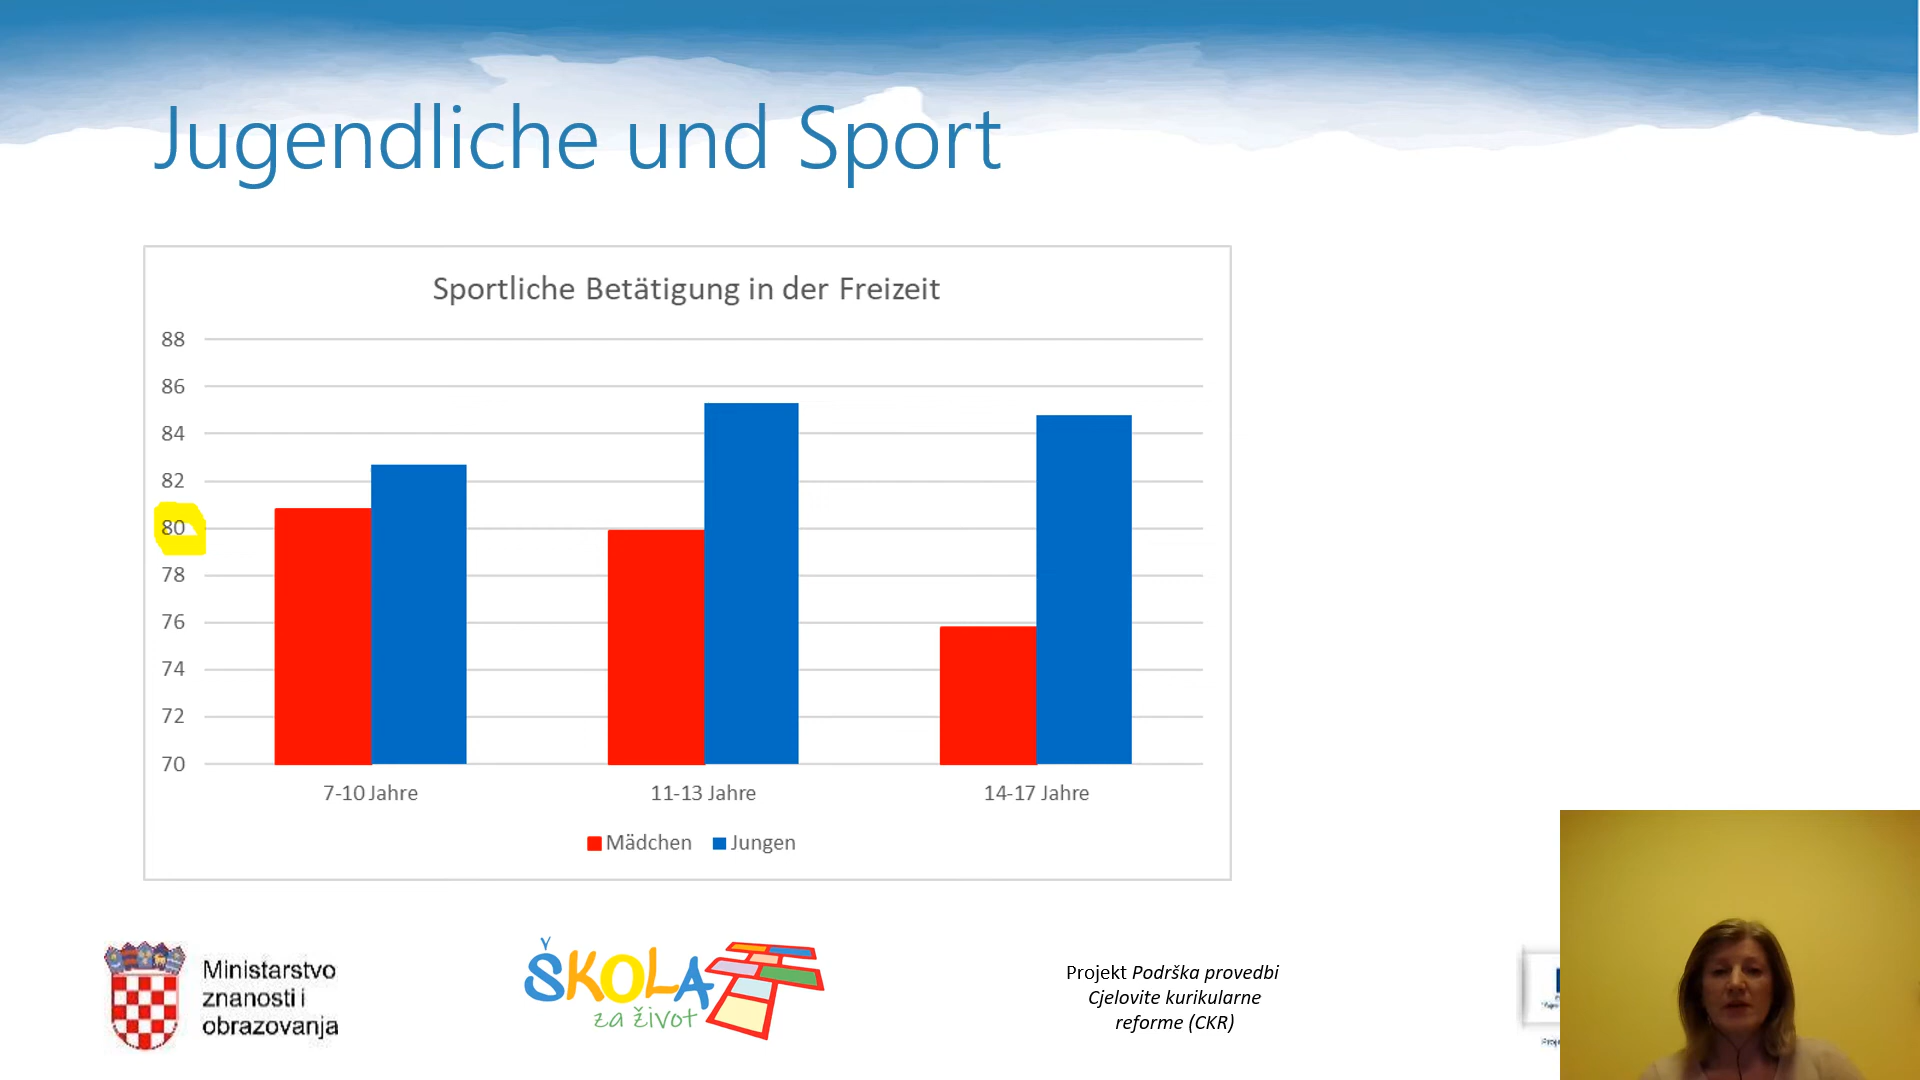 Jugendliche und Sport
Sportliche Betätigung in der Freizeit
88
86
84
82
80
78
76
74
72
70
7-10 Jahre
11-13 Jahre
14-17 Jahre
Mädchen
Jungen
Ministarstvo
znanosti i
obrazovanja
ŠKOLA
za život
Projekt Podrška provedbi
Cjelovite kurikularne
reforme (CKR)